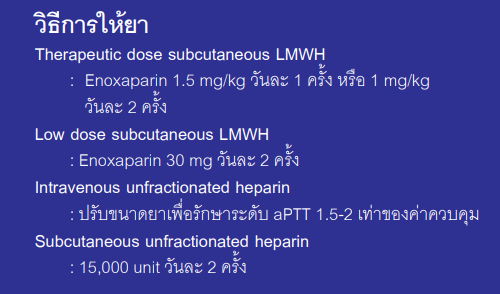 วิธีการให้ยา
Therapeutic dose subcutaneous LMWH
: Enoxaparin 1.5 mg/kg วันละ 1 ครั้ง หรือ 1 mg/kg
วันละ 2 ครั้ง
Low dose subcutaneous LMWH
: Enoxaparin 30 mg วันละ 2 ครั้ง
Intravenous unfractionated heparin
: ปรับขนาดยาเพื่อรักษาระดับ aPTT 1.5-2 เท่าของค่าควบคุม
Subcutaneous unfractionated heparin
: 15,000 unit วันละ 2 ครั้ง